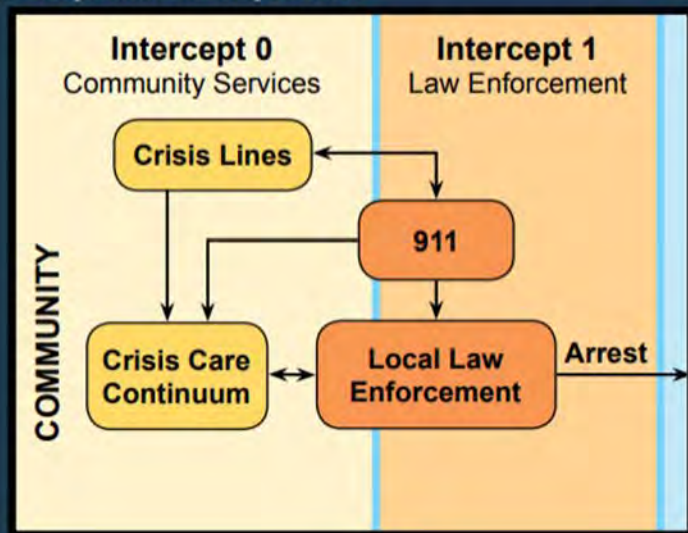 Intercept 0
Community Services
Intercept 1
Law Enforcement
Crisis Lines
911
COMMUNITY
Crisis Care
Continuum
Local Law
Enforcement
Arrest